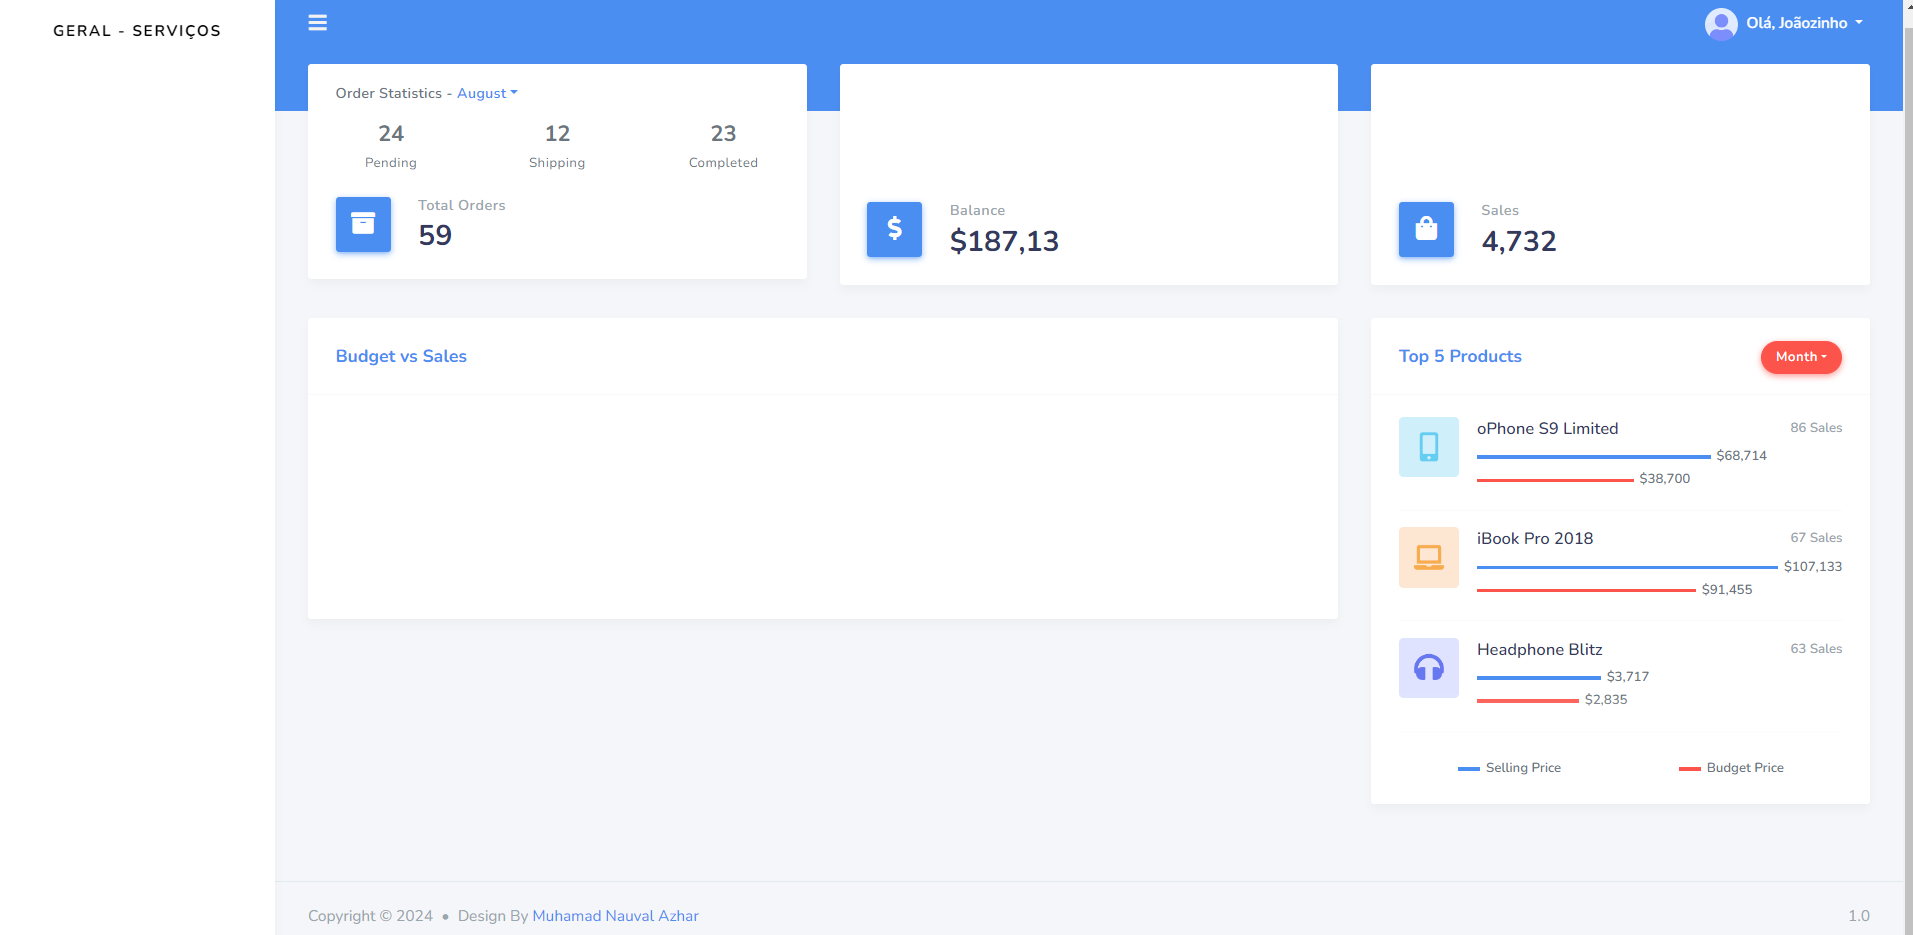 GERAL - SERVIÇOS
Olá, Joãozinho
Order Statistics - August
24 12 23
Pending Shipping Completed
Total Orders
59
Balance
$187,13
Sales
4,732
Budget vs Sales
Top 5 Products
Month
oPhone S9 Limited 86 Sales
$68,714
$38,700
iBook Pro 2018 67 Sales
$107,133
$91,455
Headphone Blitz 63 Sales
$3,717
$2,835
Selling Price Budget Price
Copyright © 2024 • Design By Muhamad Nauval Azhar 1.0